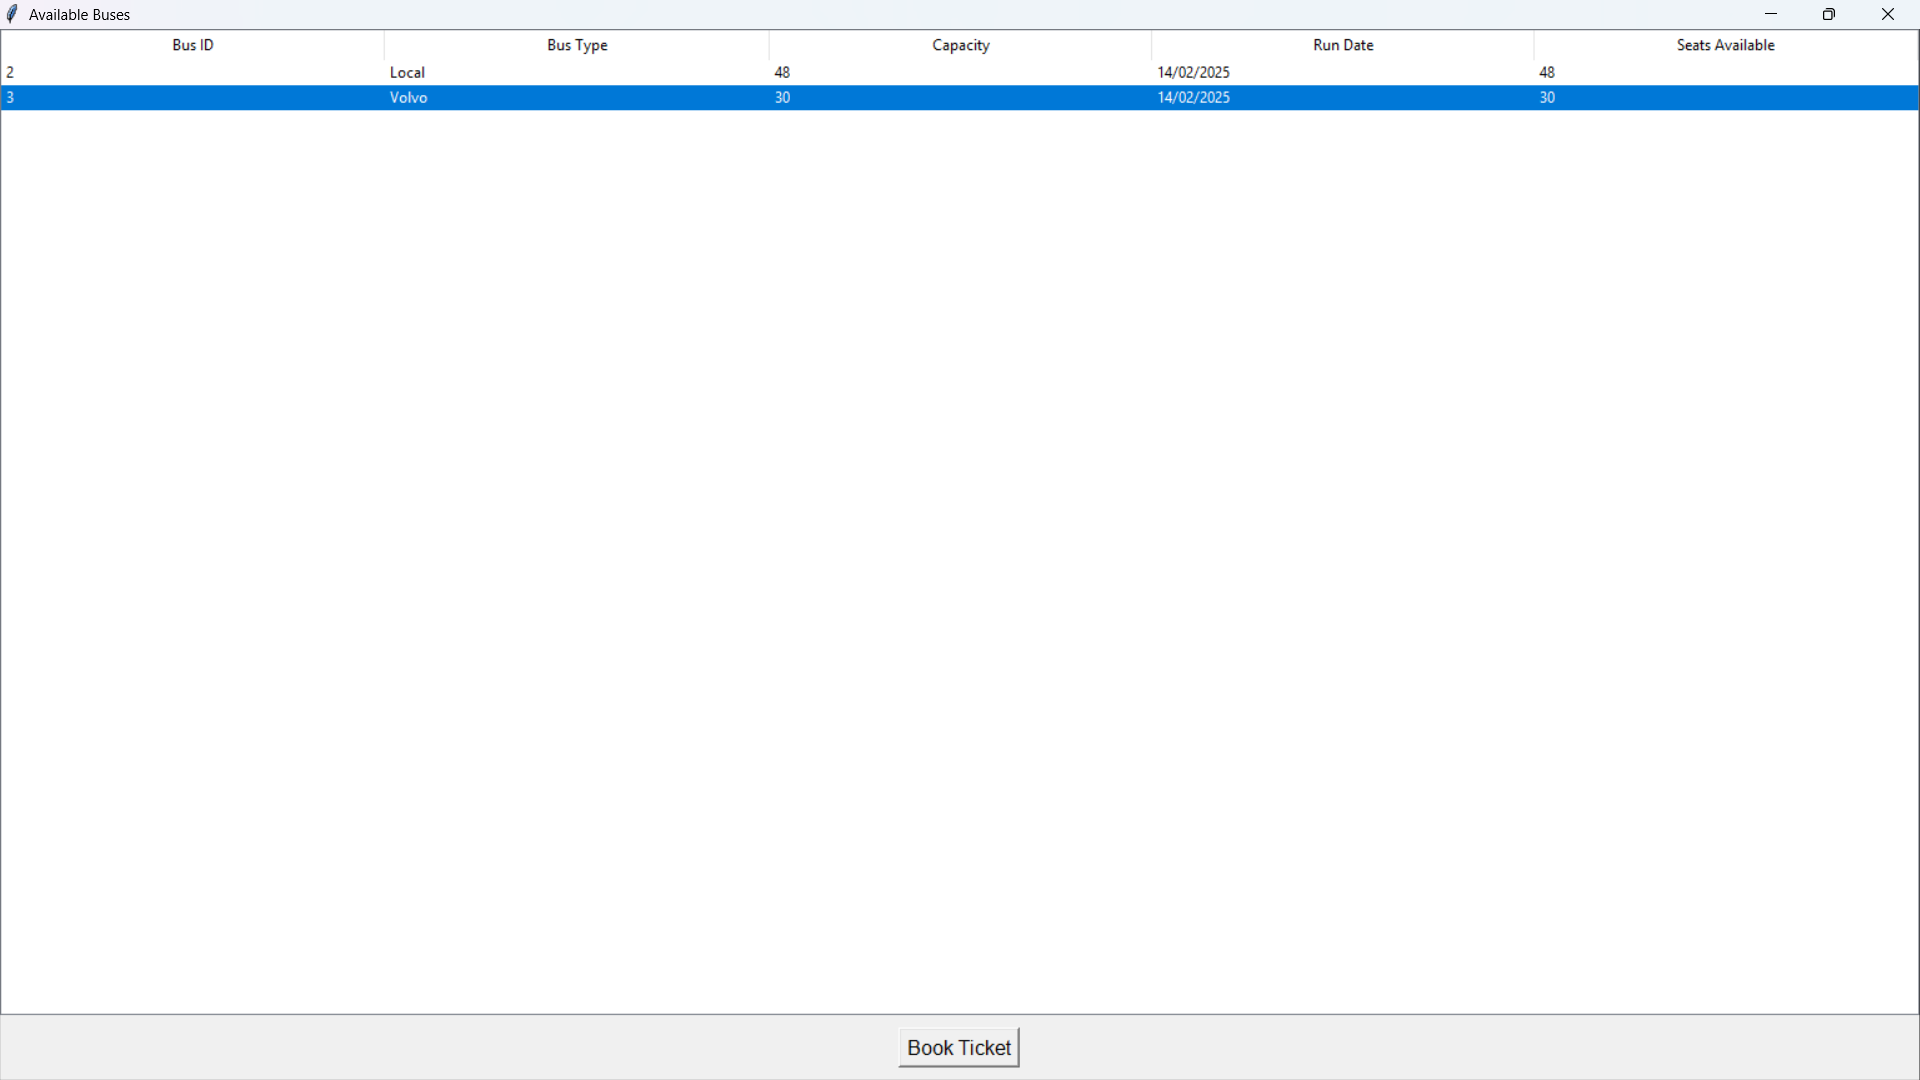 Available Buses
Bus ID Bus Type Capacity Run Date Seats Available
2 Local 48 14/02/2025 48
3 Volvo 30 14/02/2025 30
Book Ticket